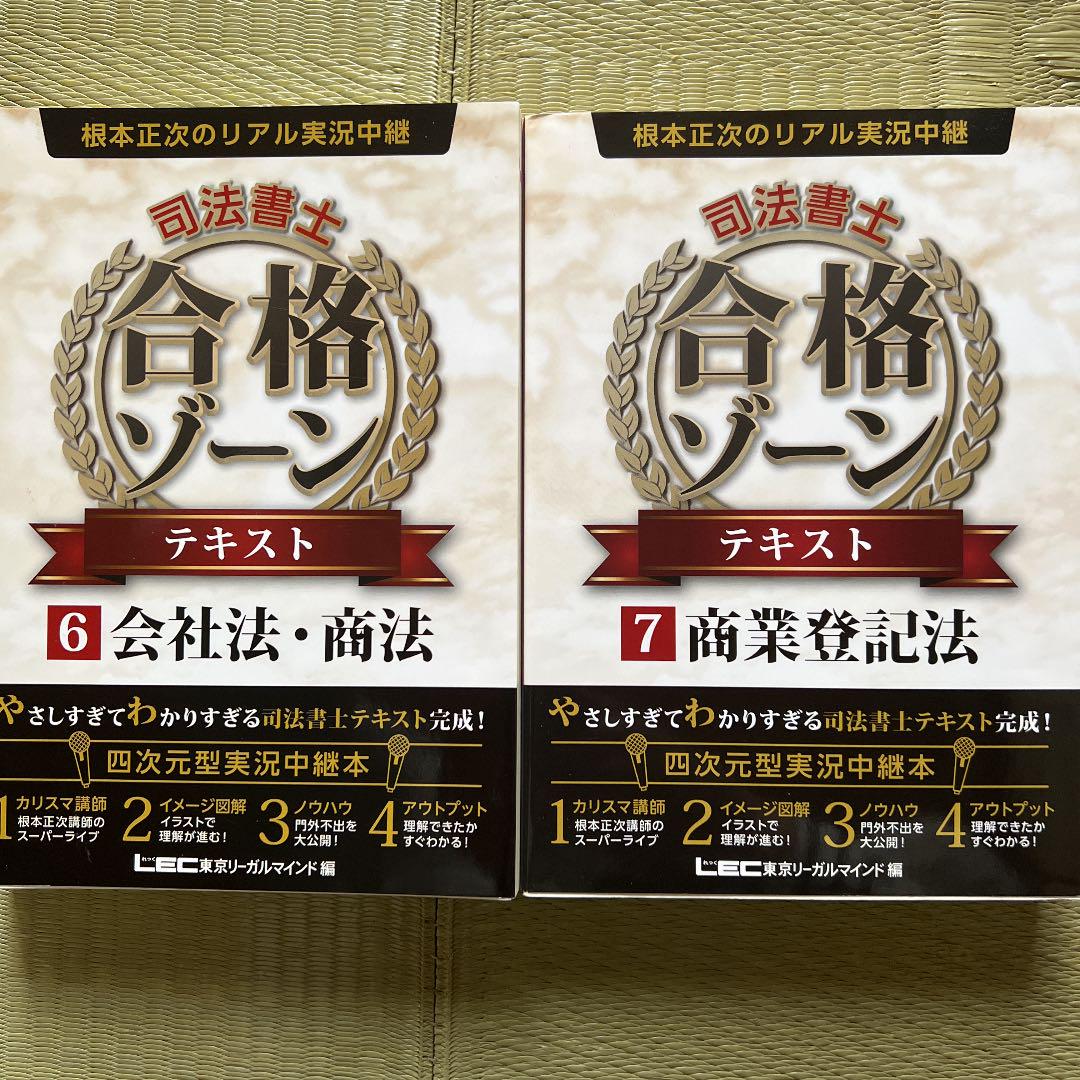 根本正次のリアル実況中継
司法書士
合格
ゾーン
テキスト
6 会社法・商法
やさしすぎてわかりすぎる司法書士テキスト完成！
四次元型実況中継本
1 カリスマ講師
根本正次講師の
スーパーライブ
2 イメージ図解
イラストで
理解が進む！
3 ノウハウ
門外不出を
大公開！
4 アウトプット
理解できたか
すぐわかる！
れっく
LEC東京リーガルマインド 編
根本正次のリアル実況中継
司法書士
合格
ゾーン
テキスト
7 商業登記法
やさしすぎてわかりすぎる司法書士テキスト完成！
四次元型実況中継本
1 カリスマ講師
根本正次講師の
スーパーライブ
2 イメージ図解
イラストで
理解が進む！
3 ノウハウ
門外不出を
大公開！
4 アウトプット
理解できたか
すぐわかる！
れっく
LEC東京リーガルマインド 編